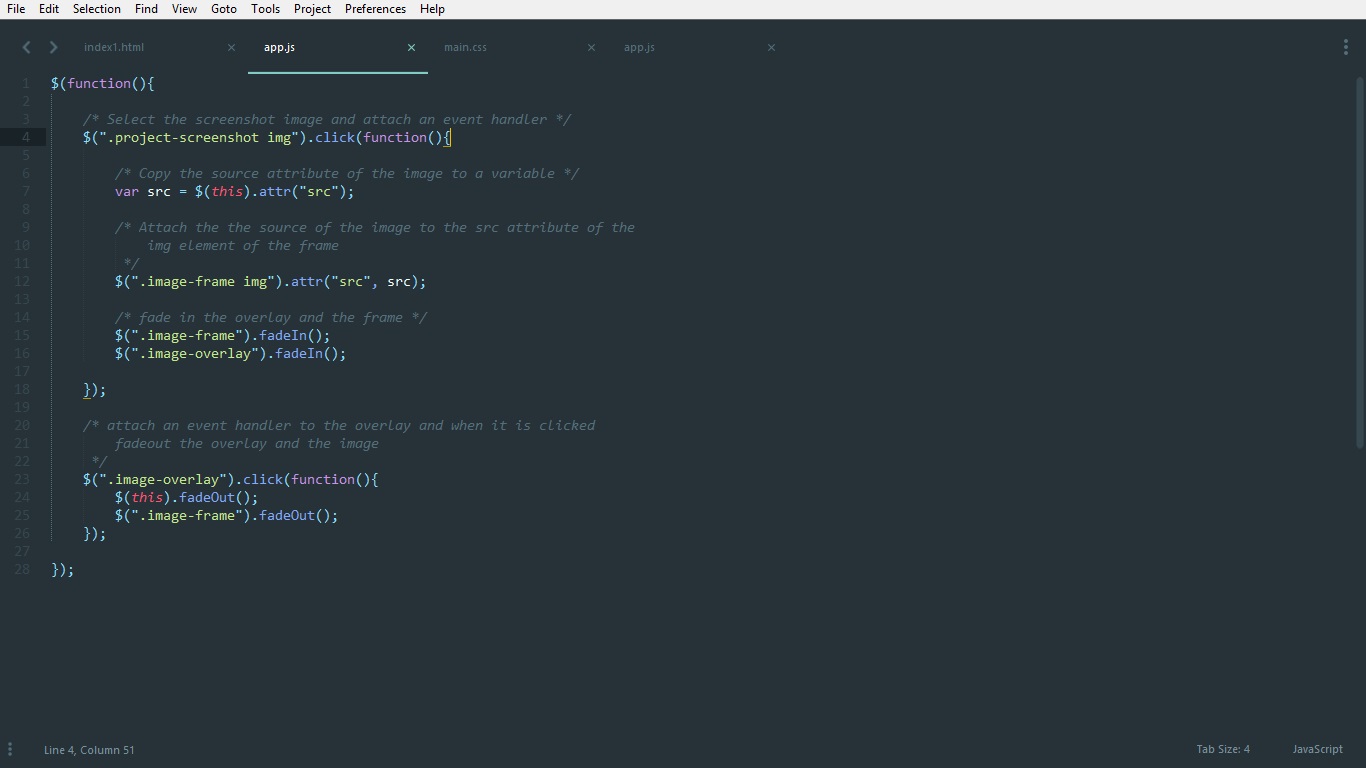 File Edit Selection Find View Goto Tools Project Preferences Help
index1.html × app.js × main.css × app.js ×
1 $(function(){
2
3 /* Select the screenshot image and attach an event handler */
4 $(".project-screenshot img").click(function(){
5
6 /* Copy the source attribute of the image to a variable */
7 var src = $(this).attr("src");
8
9 /* Attach the the source of the image to the src attribute of the
10 img element of the frame
11 */
12 $(".image-frame img").attr("src", src);
13
14 /* fade in the overlay and the frame */
15 $(".image-frame").fadeIn();
16 $(".image-overlay").fadeIn();
17
18 });
19
20 /* attach an event handler to the overlay and when it is clicked
21 fadeout the overlay and the image
22 */
23 $(".image-overlay").click(function(){
24 $(this).fadeOut();
25 $(".image-frame").fadeOut();
26 });
27
28 });
Line 4, Column 51 Tab Size: 4 JavaScript